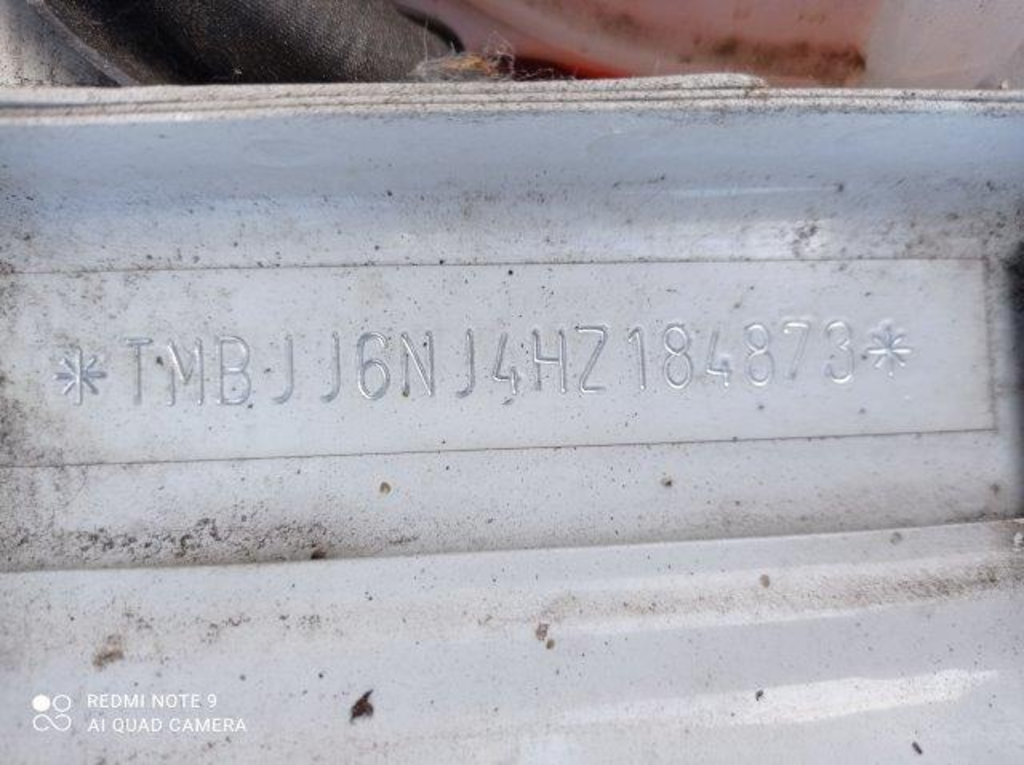 *TMBJJ6NJ4HZ184873*
REDMI NOTE 9
AI QUAD CAMERA